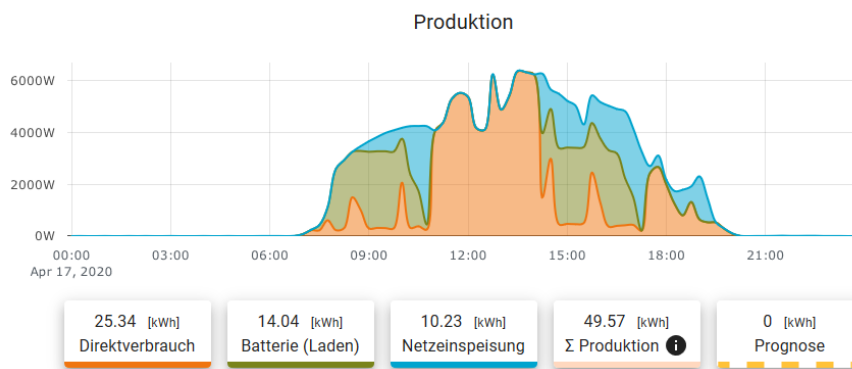 Produktion
6000W
4000W
2000W
0W
00:00 03:00 06:00 09:00 12:00 15:00 18:00 21:00
Apr 17, 2020
25.34 [kWh] 14.04 [kWh] 10.23 [kWh] 49.57 [kWh] 0 [kWh]
Direktverbrauch Batterie (Laden) Netzeinspeisung Σ Produktion i Prognose